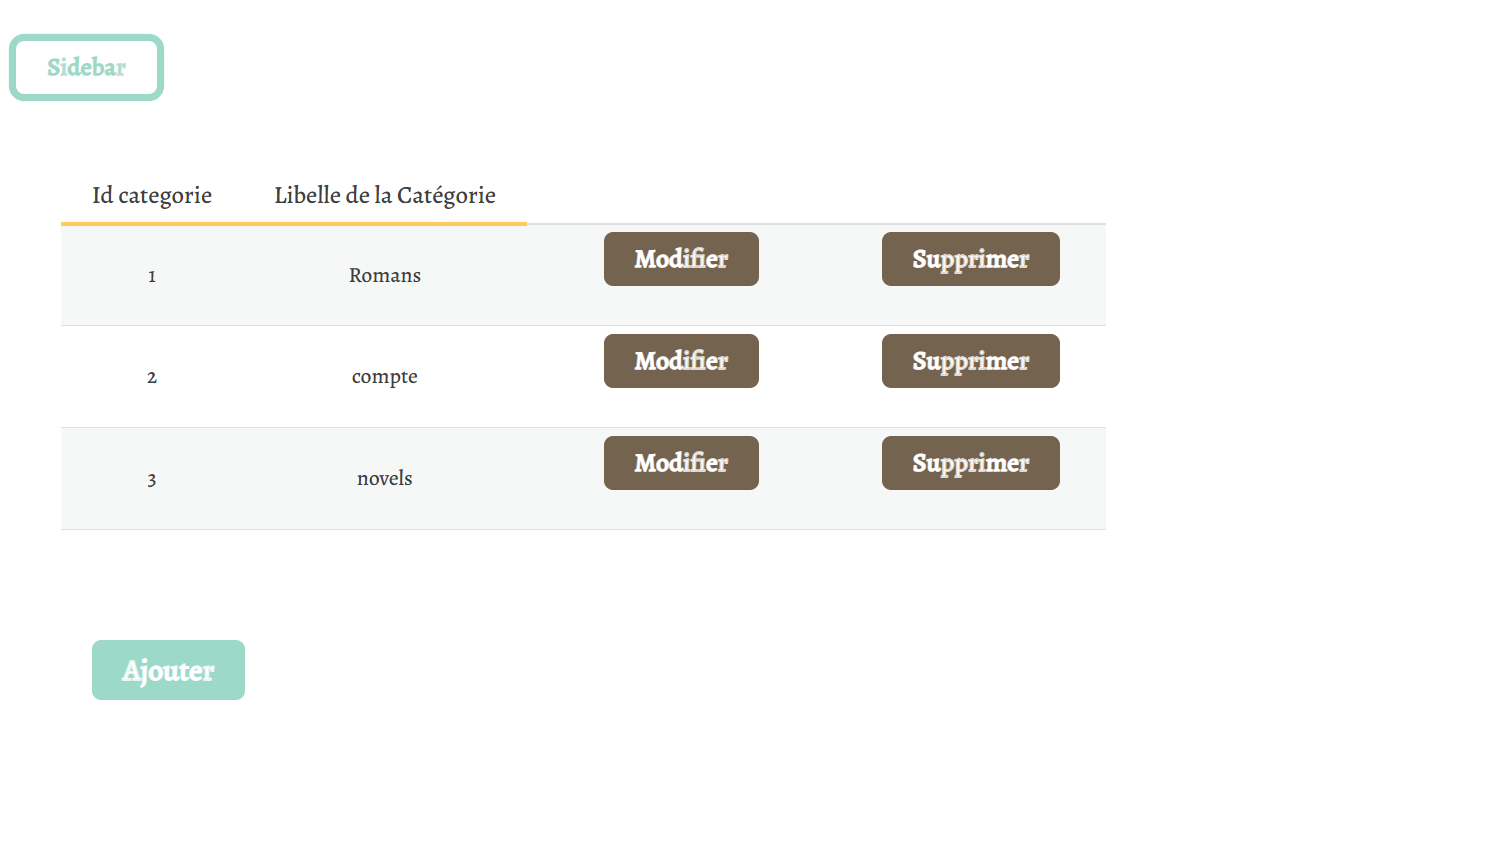 Sidebar
Id categorie Libelle de la Catégorie
1 Romans Modifier Supprimer
2 compte Modifier Supprimer
3 novels Modifier Supprimer
Ajouter